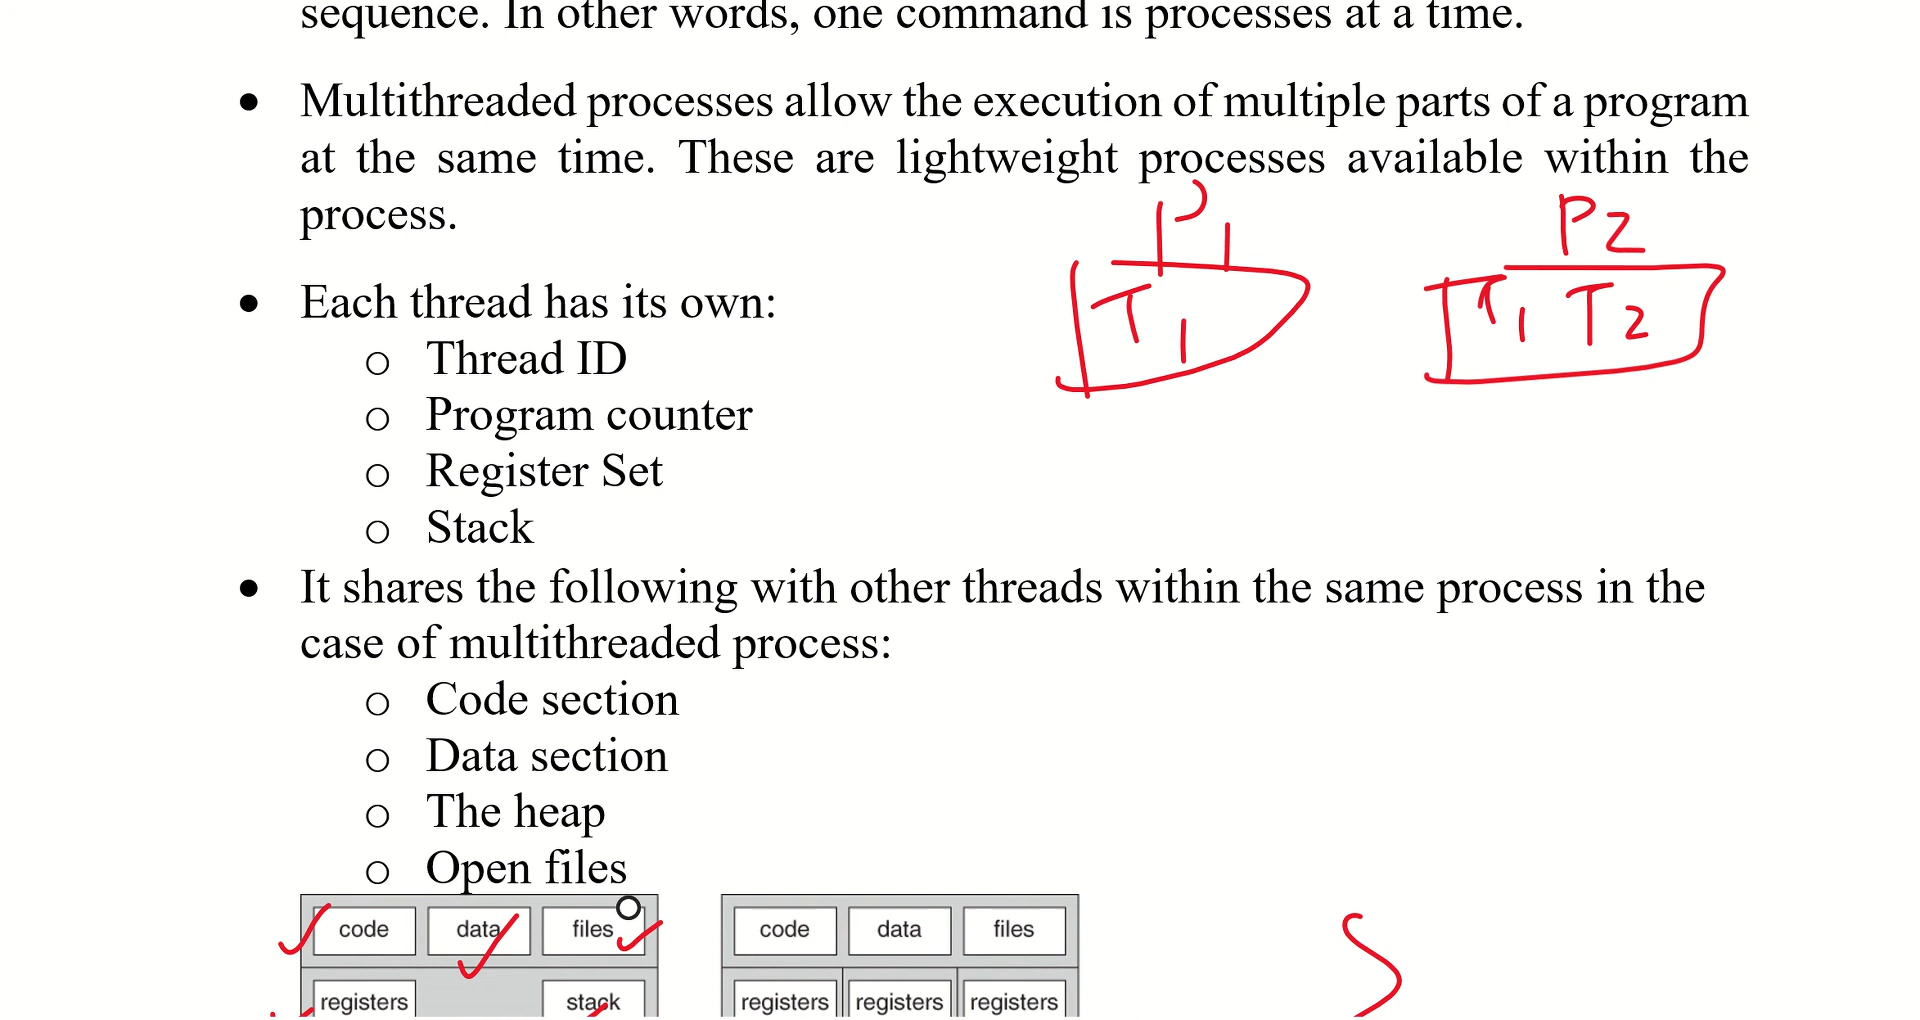 sequence. In other words, one command is processes at a time.
• Multithreaded processes allow the execution of multiple parts of a program
at the same time. These are lightweight processes available within the
process.
P1
P2
T1
T1 T2
• Each thread has its own:
o Thread ID
o Program counter
o Register Set
o Stack
• It shares the following with other threads within the same process in the
case of multithreaded process:
o Code section
o Data section
o The heap
o Open files
code data files code data files
registers stack registers registers registers